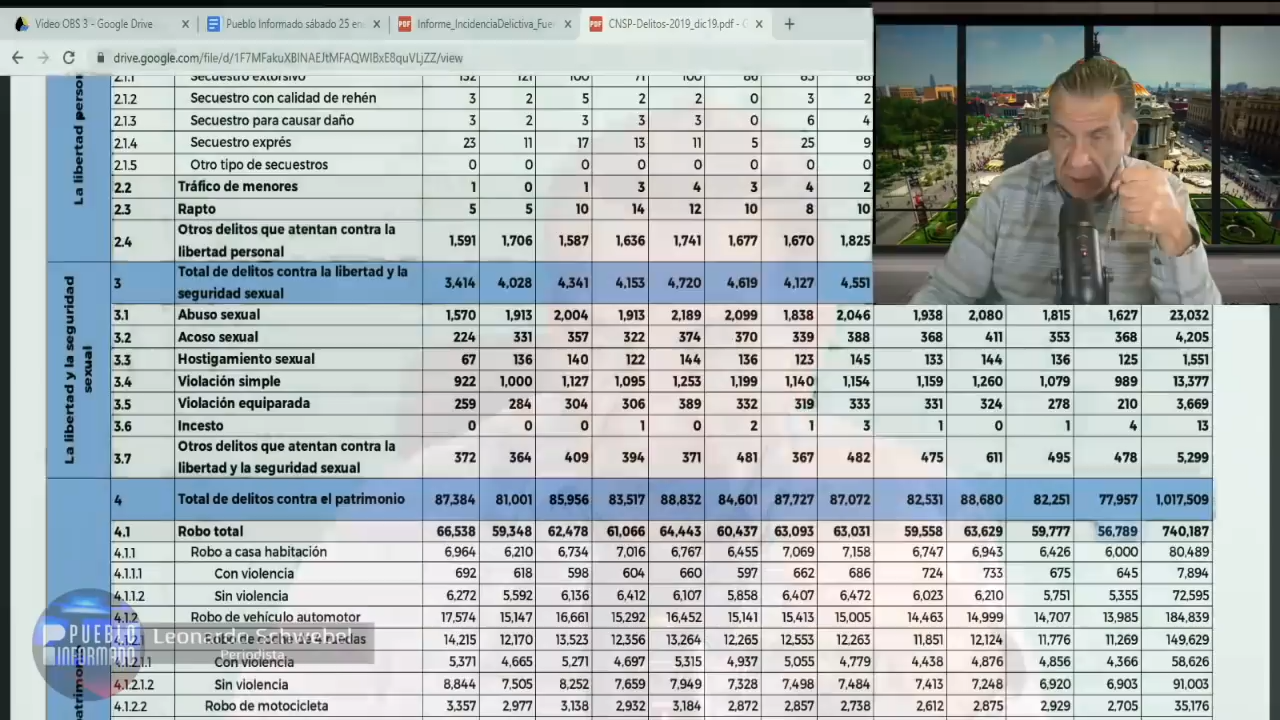 Video OBS 3 - Google Drive
Pueblo Informado sábado 25 en
Informe_IncidenciaDelictiva_Fue
CNSP-Delitos-2019_dic19.pdf - G
drive.google.com/file/d/1F7MFakuXBINAEJtMFAQWIBxE8quVLjZZ/view
La libertad person
2.1.1 Secuestro extorsivo 132 121 100 71 100 86 83 88
2.1.2 Secuestro con calidad de rehén 3 2 5 2 2 0 3 2
2.1.3 Secuestro para causar daño 3 2 3 3 3 0 6 4
2.1.4 Secuestro exprés 23 11 17 13 11 5 25 9
2.1.5 Otro tipo de secuestros 0 0 0 0 0 0 0 0
2.2 Tráfico de menores 1 0 1 3 4 3 4 2
2.3 Rapto 5 5 10 14 12 10 8 10
2.4 Otros delitos que atentan contra la
libertad personal 1,591 1,706 1,587 1,636 1,741 1,677 1,670 1,825
La libertad y la seguridad
sexual
3 Total de delitos contra la libertad y la
seguridad sexual 3,414 4,028 4,341 4,153 4,720 4,619 4,127 4,551
3.1 Abuso sexual 1,570 1,913 2,004 1,913 2,189 2,099 1,838 2,046 1,938 2,080 1,815 1,627 23,032
3.2 Acoso sexual 224 331 357 322 374 370 339 388 368 411 353 368 4,205
3.3 Hostigamiento sexual 67 136 140 122 144 136 123 145 133 144 136 125 1,551
3.4 Violación simple 922 1,000 1,127 1,095 1,253 1,199 1,140 1,154 1,159 1,260 1,079 989 13,377
3.5 Violación equiparada 259 284 304 306 389 332 319 333 331 324 278 210 3,669
3.6 Incesto 0 0 0 1 0 2 1 3 1 0 1 4 13
3.7 Otros delitos que atentan contra la
libertad y la seguridad sexual 372 364 409 394 371 481 367 482 475 611 495 478 5,299
4 Total de delitos contra el patrimonio 87,384 81,001 85,956 83,517 88,832 84,601 87,727 87,072 82,531 88,680 82,251 77,957 1,017,509
4.1 Robo total 66,538 59,348 62,478 61,066 64,443 60,437 63,093 63,031 59,558 63,629 59,777 56,789 740,187
4.1.1 Robo a casa habitación 6,964 6,210 6,734 7,016 6,767 6,455 7,069 7,158 6,747 6,943 6,426 6,000 80,489
4.1.1.1 Con violencia 692 618 598 604 660 597 662 686 724 733 675 645 7,894
4.1.1.2 Sin violencia 6,272 5,592 6,136 6,412 6,107 5,858 6,407 6,472 6,023 6,210 5,751 5,355 72,595
4.1.2 Robo de vehículo automotor 17,574 15,147 16,661 15,292 16,452 15,141 15,413 15,005 14,463 14,999 14,707 13,985 184,839
14,215 12,170 13,523 12,356 13,264 12,265 12,553 12,263 11,851 12,124 11,776 11,269 149,629
4.1.2.1.1 Con violencia 5,371 4,665 5,271 4,697 5,315 4,937 5,055 4,779 4,438 4,876 4,856 4,366 58,626
4.1.2.1.2 Sin violencia 8,844 7,505 8,252 7,659 7,949 7,328 7,498 7,484 7,413 7,248 6,920 6,903 91,003
4.1.2.2 Robo de motocicleta 3,357 2,977 3,138 2,932 3,184 2,872 2,857 2,738 2,612 2,875 2,929 2,705 35,176
PUEBLO
INFORMADO
Leonardo Schwebel
Periodista